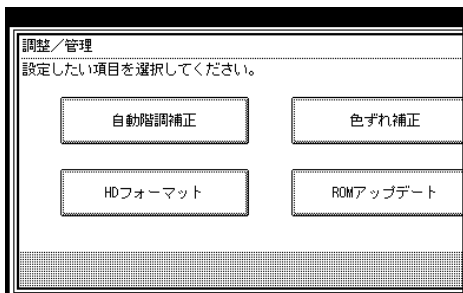 調整／管理
設定したい項目を選択してください。
自動階調補正
色ずれ補正
HDフォーマット
ROMアップデート